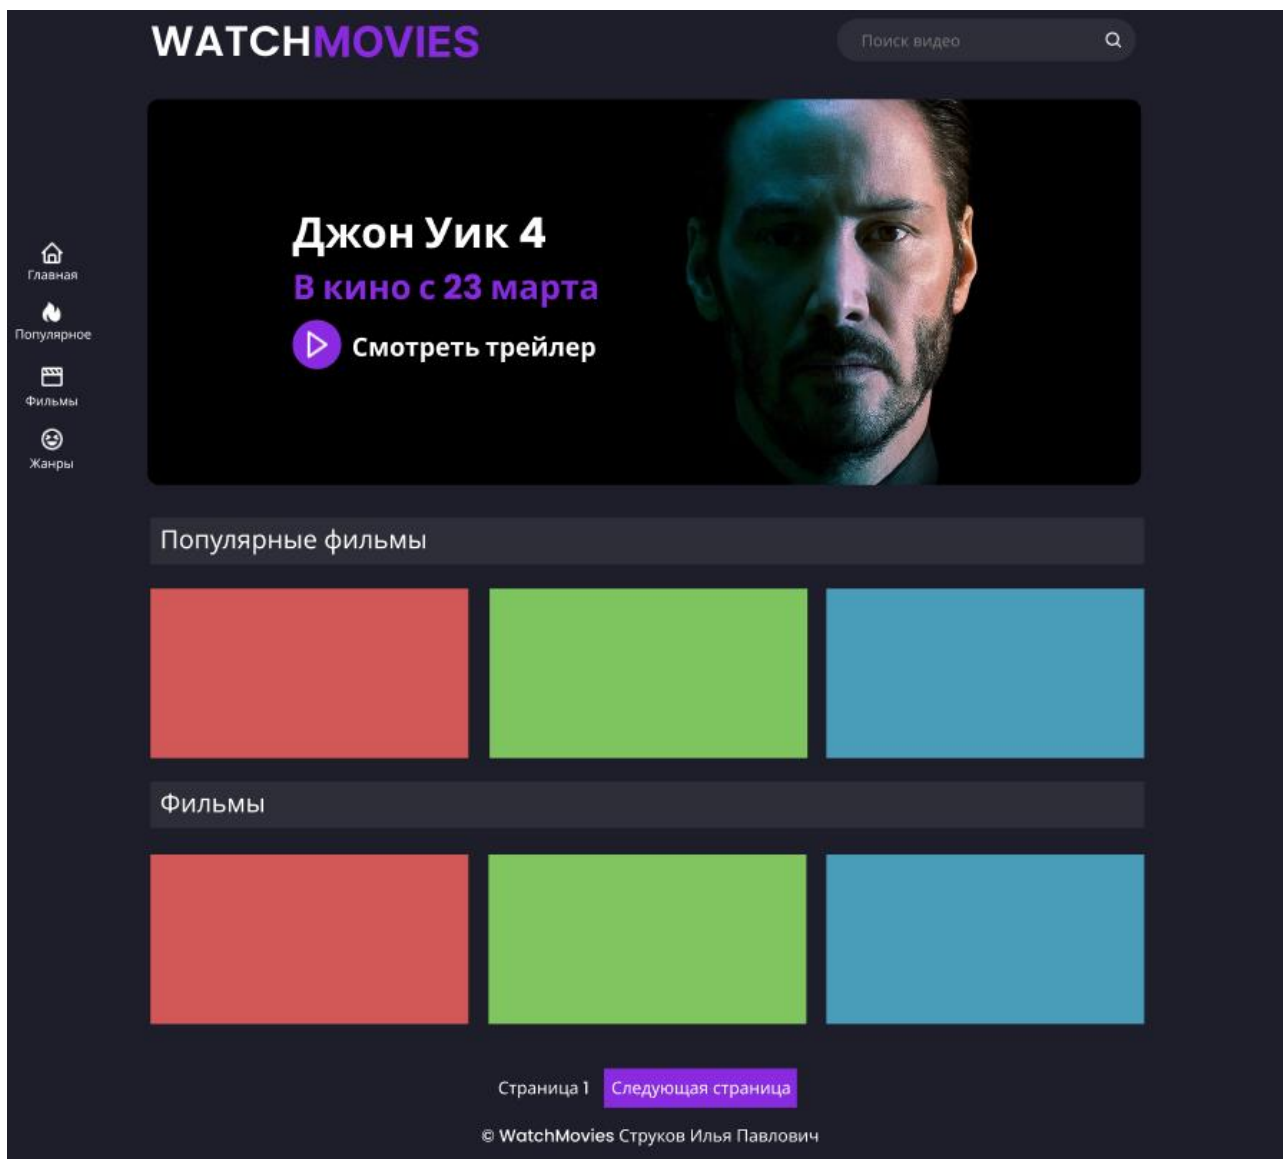 WATCHMOVIES
Поиск видео
Джон Уик 4
В кино с 23 марта
Смотреть трейлер
Главная
Популярное
Фильмы
Жанры
Популярные фильмы
Фильмы
Страница 1
Следующая страница
© WatchMovies Струков Илья Павлович